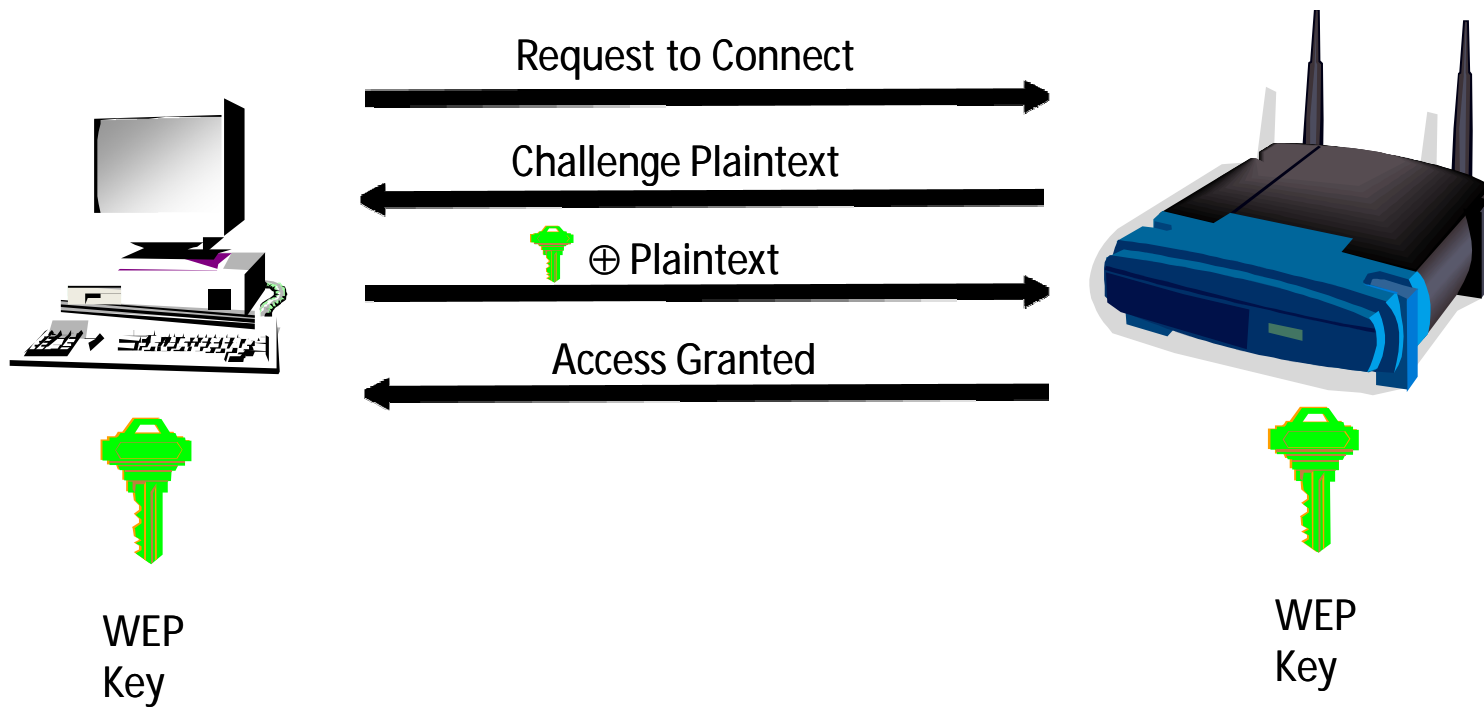 Request to Connect
Challenge Plaintext
⊕ Plaintext
Access Granted
WEP
Key
WEP
Key